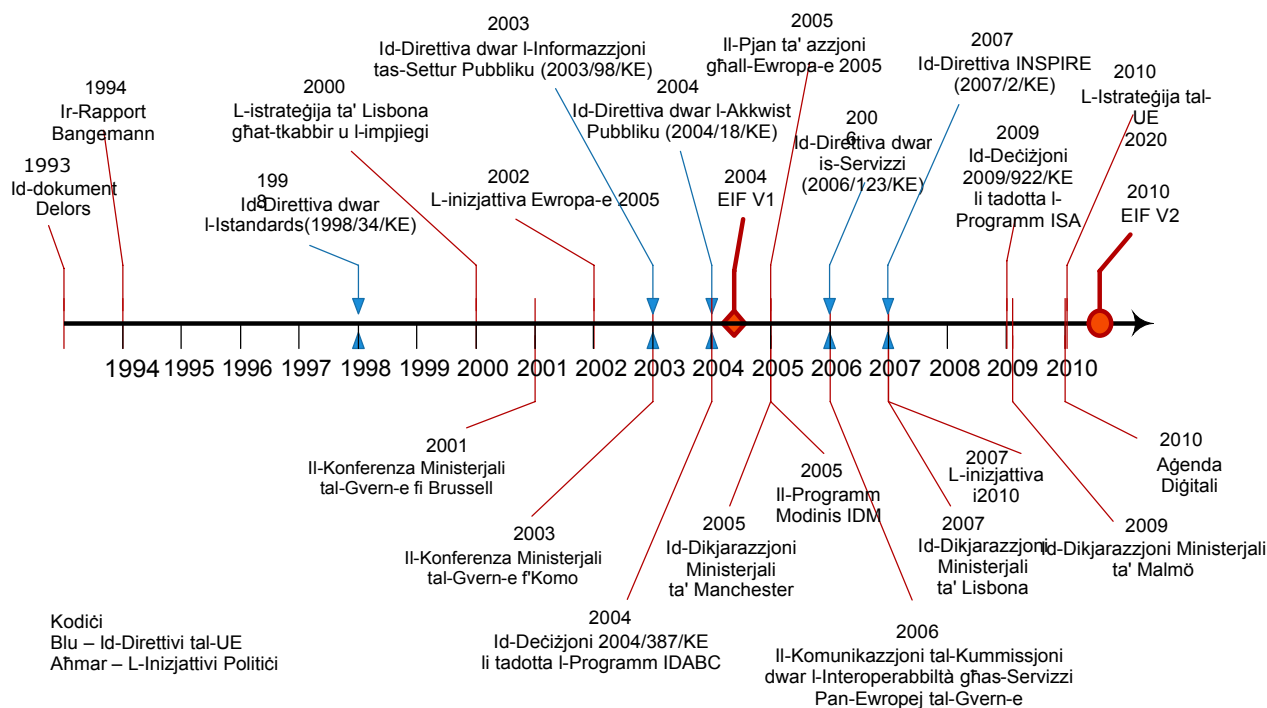 2003
Id-Direttiva dwar l-Informazzjoni
tas-Settur Pubbliku (2003/98/KE)
2005
Il-Pjan ta' azzjoni
għall-Ewropa-e 2005
2007
Id-Direttiva INSPIRE
(2007/2/KE)
2010
L-Istrateġija tal-
UE
2020
1994
Ir-Rapport
Bangemann
2000
L-istrateġija ta' Lisbona
għat-tkabbir u l-impjiegi
2004
Id-Direttiva dwar l-Akkwist
Pubbliku (2004/18/KE)
200
6
Id-Direttiva dwar
is-Servizzi
(2006/123/KE)
2009
Id-Deċiżjoni
2009/922/KE
li tadotta l-
Programm ISA
1993
Id-dokument
Delors
199
8
Id-Direttiva dwar
l-Istandards(1998/34/KE)
2002
L-inizjattiva Ewropa-e 2005
2004
EIF V1
2010
EIF V2
1994 1995 1996 1997 1998 1999 2000 2001 2002 2003 2004 2005 2006 2007 2008 2009 2010
2001
Il-Konferenza Ministerjali
tal-Gvern-e fi Brussell
2003
Il-Konferenza Ministerjali
tal-Gvern-e f'Komo
2004
Id-Deċiżjoni 2004/387/KE
li tadotta l-Programm IDABC
2005
Id-Dikjarazzjoni
Ministerjali
ta' Manchester
2005
Il-Programm
Modinis IDM
2006
Il-Komunikazzjoni tal-Kummissjoni
dwar l-Interoperabbiltà għas-Servizzi
Pan-Ewropej tal-Gvern-e
2007
L-inizjattiva
i2010
2007
Id-Dikjarazzjoni
Ministerjali
ta' Lisbona
2009
Id-Dikjarazzjoni Ministerjali
ta' Malmö
2010
Aġenda
Diġitali
Kodiċi
Blu – Id-Direttivi tal-UE
Aħmar – L-Inizjattivi Politiċi